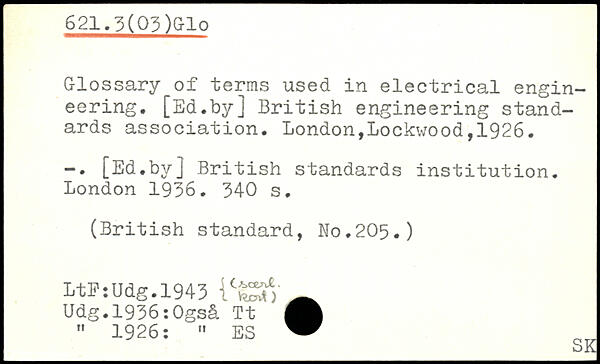 621.3(03)Glo
Glossary of terms used in electrical engin-
eering. [Ed.by] British engineering stand-
ards association. London,Lockwood,1926.
-. [Ed.by] British standards institution.
London 1936. 340 s.
(British standard, No.205.)
LtF:Udg.1943 {(særl. kort)
Udg.1936:Også Tt
" 1926: " ES
SK